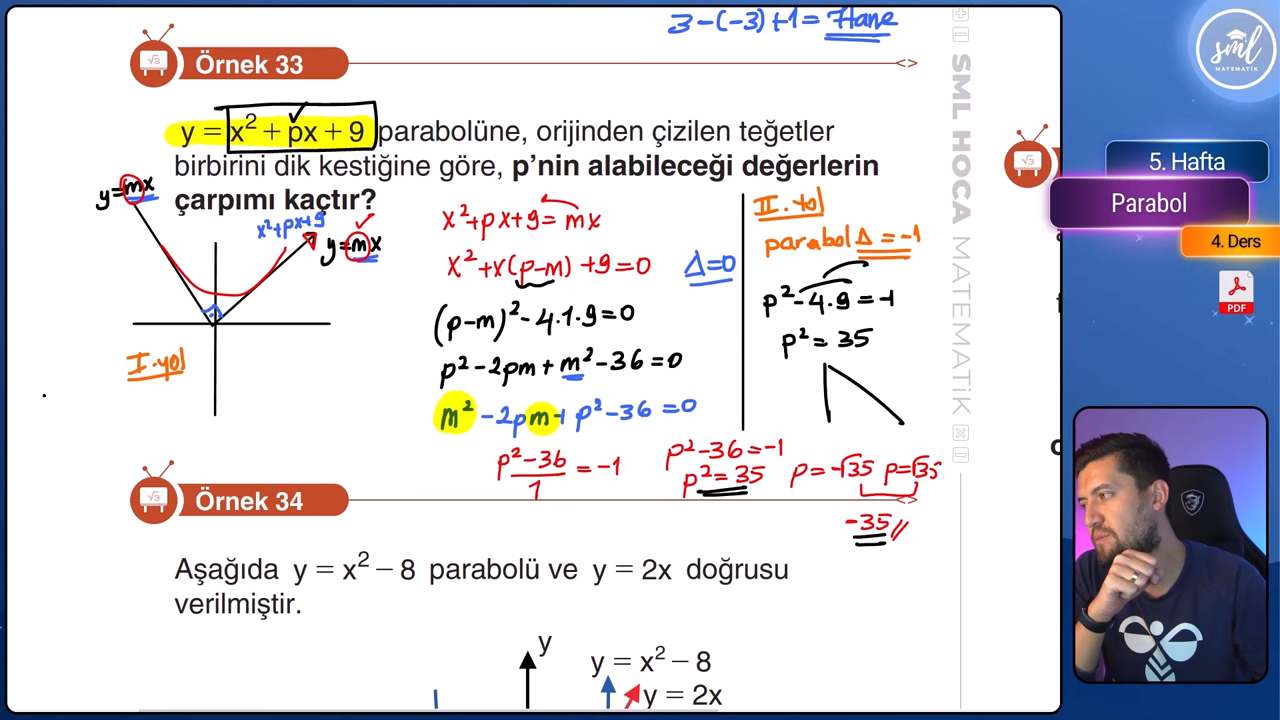 3-(-3)+1= 7 Tane
Örnek 33
y = x² + px + 9 parabolüne, orijinden çizilen teğetler
birbirini dik kestiğine göre, p'nin alabileceği değerlerin
çarpımı kaçtır?
y=mx
x²+px+9
y=mx
I. yol
x²+px+9=mx
x²+x(p-m)+9=0
Δ=0
(p-m)²-4.1.9=0
p²-2pm+m²-36=0
m²-2pm+p²-36=0
p²-36
1
=-1
p²-36=-1
p²=35
II. yol
parabol Δ=-1
p²-4.9=-1
p²=35
p=-√35 p=√35
-35//
Örnek 34
Aşağıda y = x² – 8 parabolü ve y = 2x doğrusu
verilmiştir.
y
y = x² – 8
y = 2x
SML HOCA MATEMATİK
√3
√3
√3
sml
MATEMATİK
5. Hafta
Parabol
4. Ders
PDF